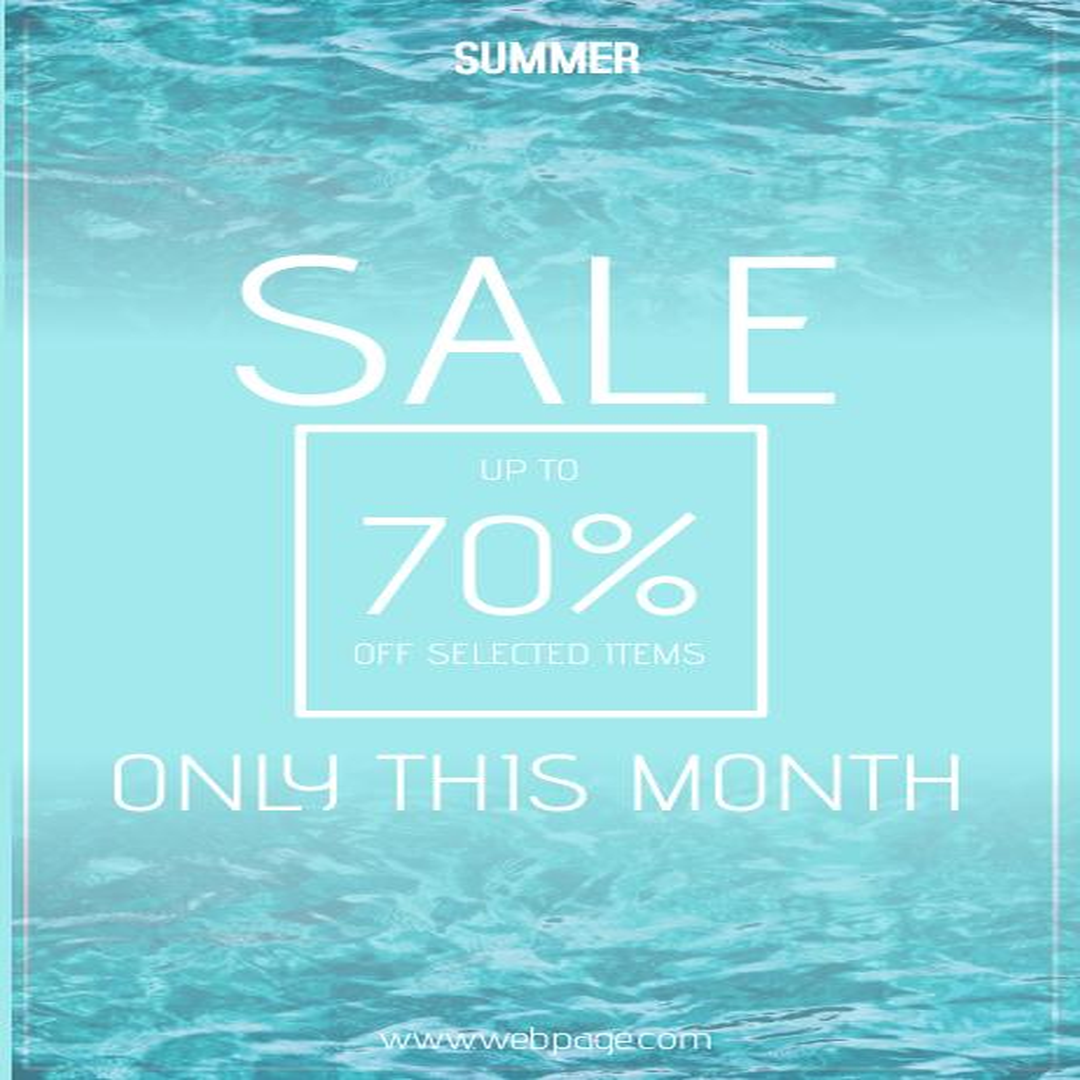 SUMMER
SALE
UP TO
70%
OFF SELECTED ITEMS
ONLY THIS MONTH
www.webpage.com